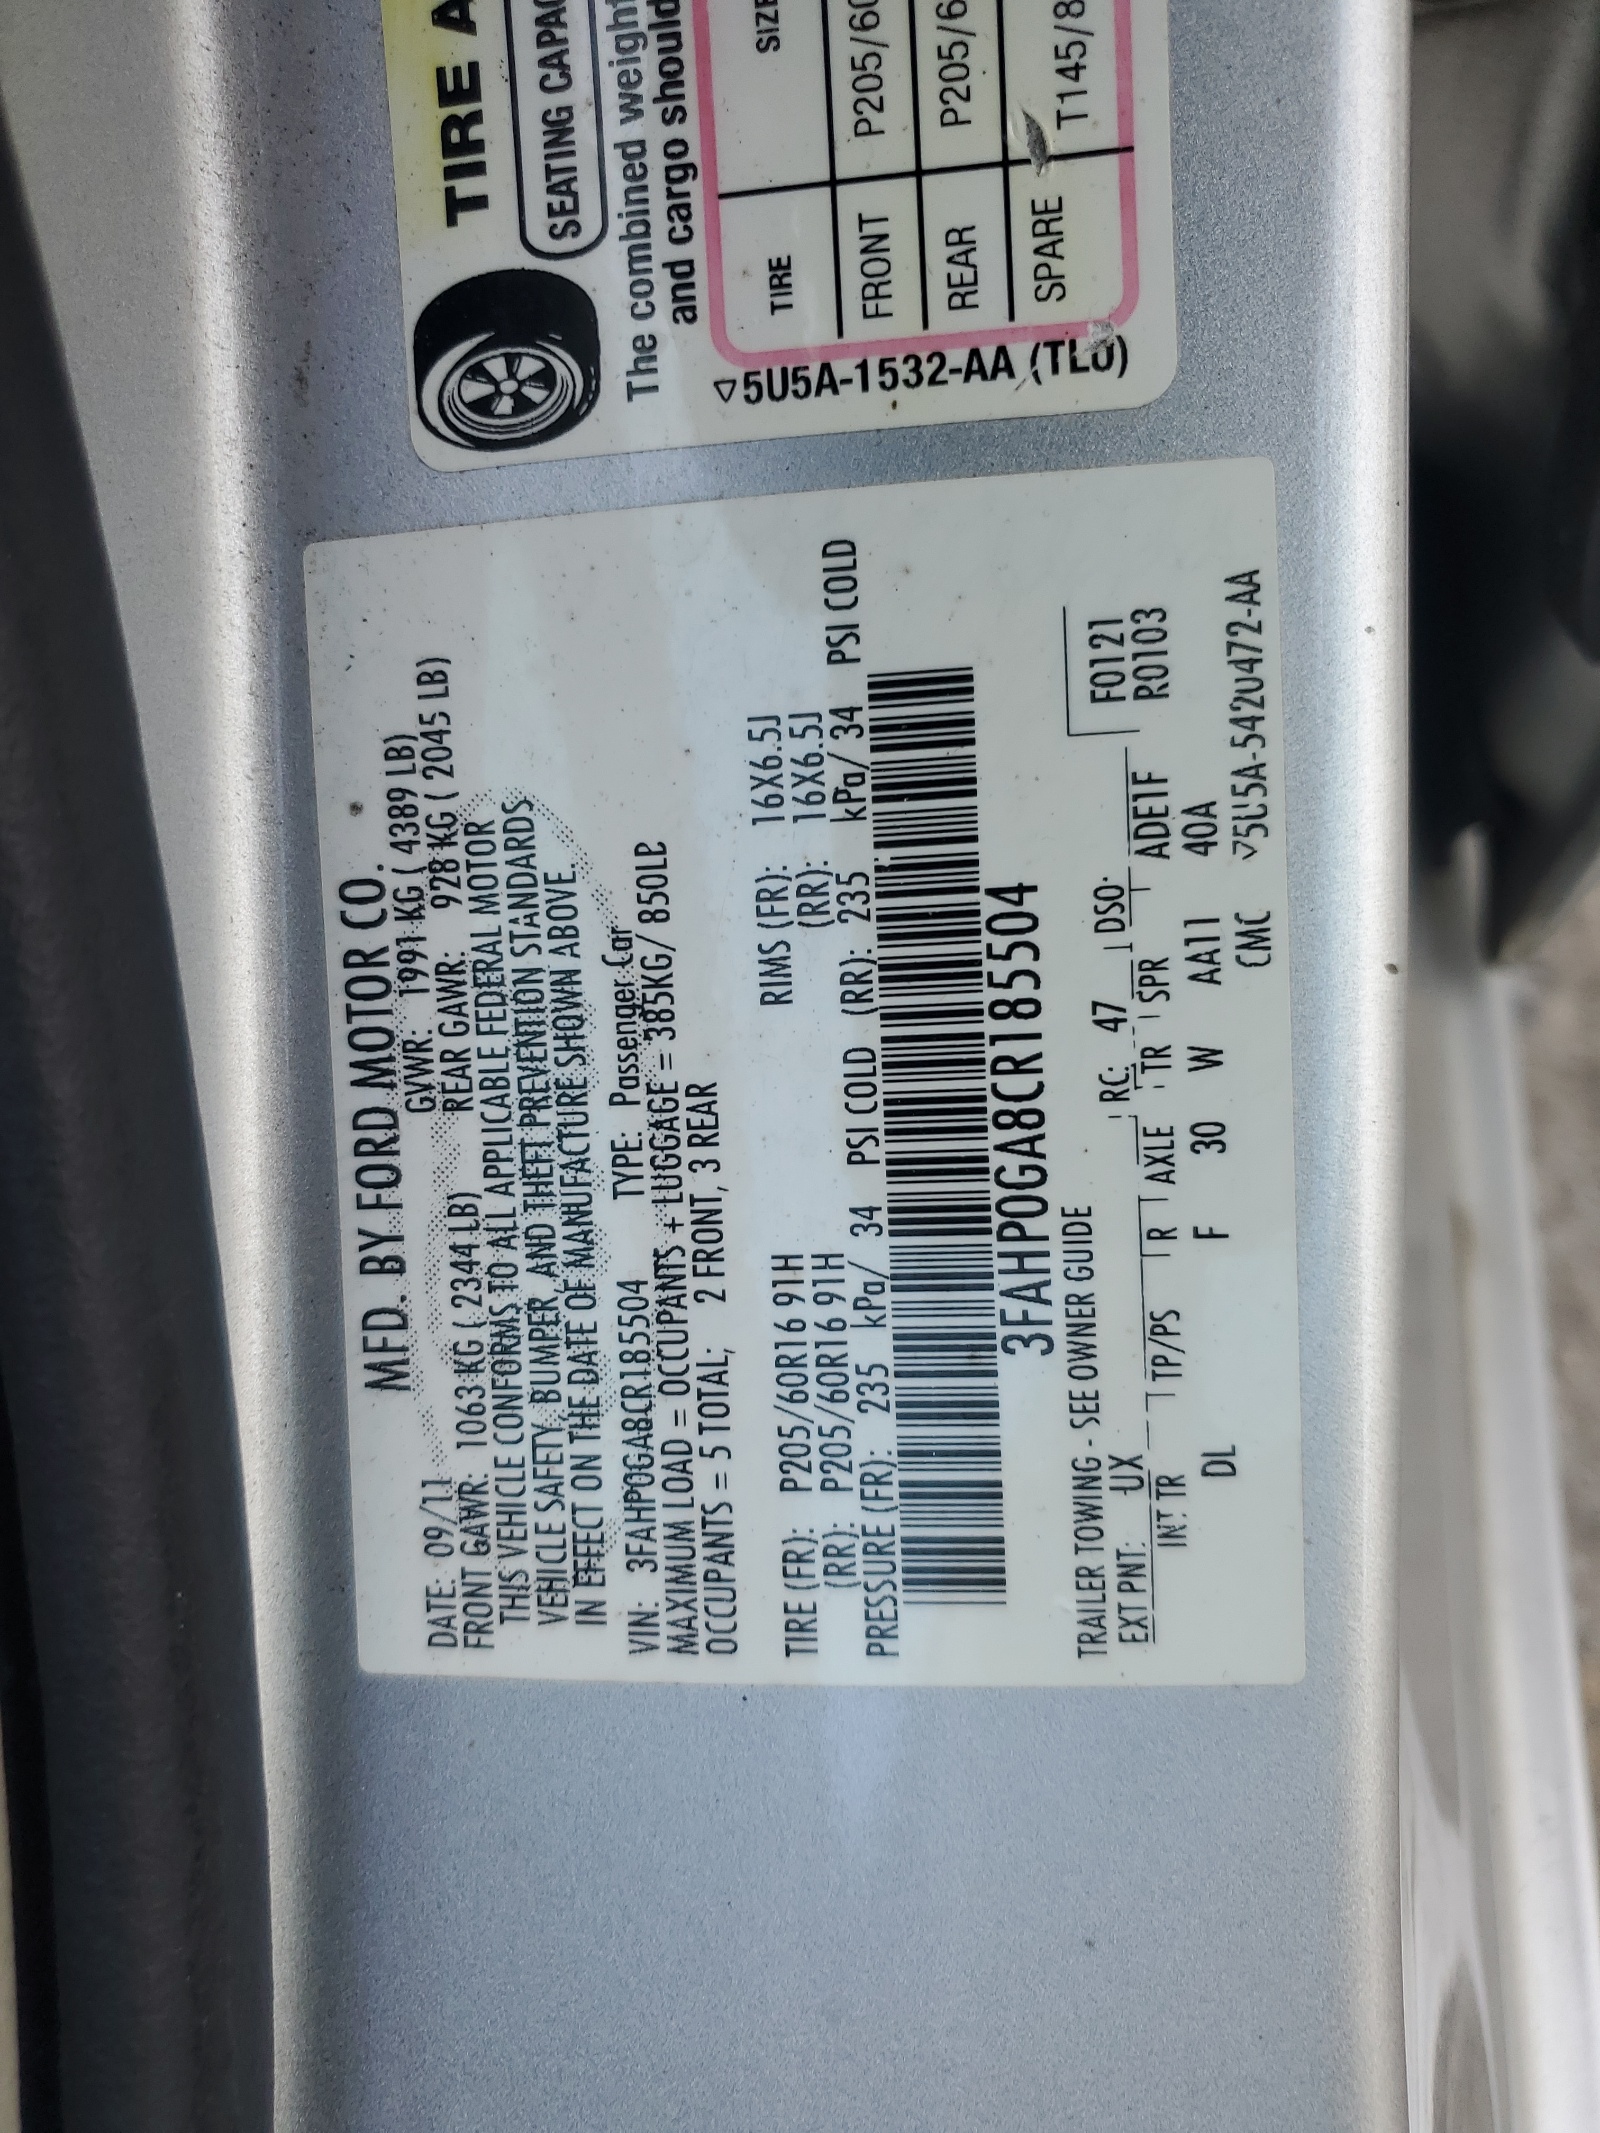 MFD. BY FORD MOTOR CO.
DATE: 09/11 GVWR: 1991 KG ( 4389 LB)
FRONT GAWR: 1063 KG ( 2344 LB) REAR GAWR: 928 KG ( 2045 LB)
THIS VEHICLE CONFORMS TO ALL APPLICABLE FEDERAL MOTOR
VEHICLE SAFETY, BUMPER, AND THEFT PREVENTION STANDARDS
IN EFFECT ON THE DATE OF MANUFACTURE SHOWN ABOVE.
VIN: 3FAHP0GA8CR185504 TYPE: Passenger Car
MAXIMUM LOAD = OCCUPANTS + LUGGAGE = 385KG/ 850LB
OCCUPANTS = 5 TOTAL; 2 FRONT, 3 REAR
TIRE (FR): P205/60R16 91H RIMS (FR): 16X6.5J
(RR): P205/60R16 91H (RR): 16X6.5J
PRESSURE (FR): 235 kPa/ 34 PSI COLD (RR): 235 kPa/ 34 PSI COLD
3FAHP0GA8CR185504
TRAILER TOWING - SEE OWNER GUIDE
EXT PNT: UX RC: 47 DSO: F0121
INT TR TP/PS R AXLE TR SPR ADE1F R0103
DL F 30 W AA11 40A
CMC ▽5U5A-5420472-AA
TIRE A
SEATING CAPA
The combined weight
and cargo should
TIRE SIZE
FRONT P205/60
REAR P205/6
SPARE T145/8
▽5U5A-1532-AA (TLU)